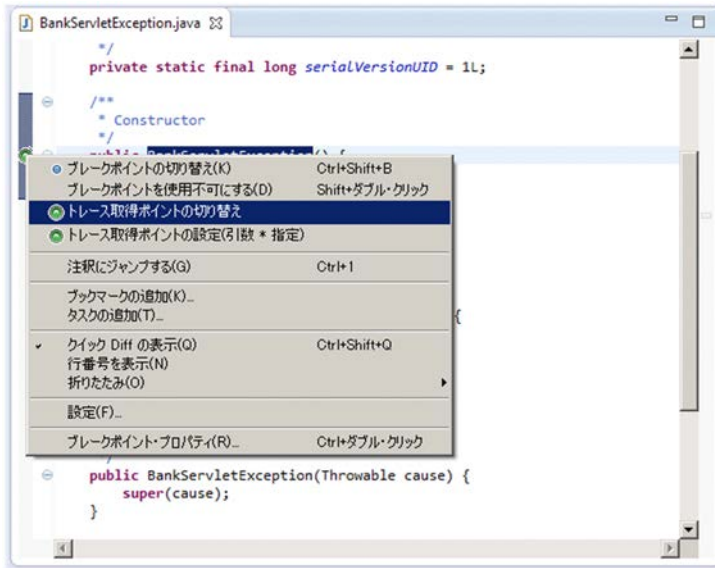 BankServletException.java
*/
private static final long serialVersionUID = 1L;
/**
* Constructor
*/
public BankServletException() {
ブレークポイントの切り替え(K) Ctrl+Shift+B
ブレークポイントを使用不可にする(D) Shift+ダブル・クリック
トレース取得ポイントの切り替え
トレース取得ポイントの設定(引数 * 指定)
注釈にジャンプする(G) Ctrl+1
ブックマークの追加(K)...
タスクの追加(T)...
{
クイック Diff の表示(Q) Ctrl+Shift+Q
行番号を表示(N)
折りたたみ(O)
設定(F)...
ブレークポイント・プロパティ(R)... Ctrl+ダブル・クリック
*/
public BankServletException(Throwable cause) {
super(cause);
}